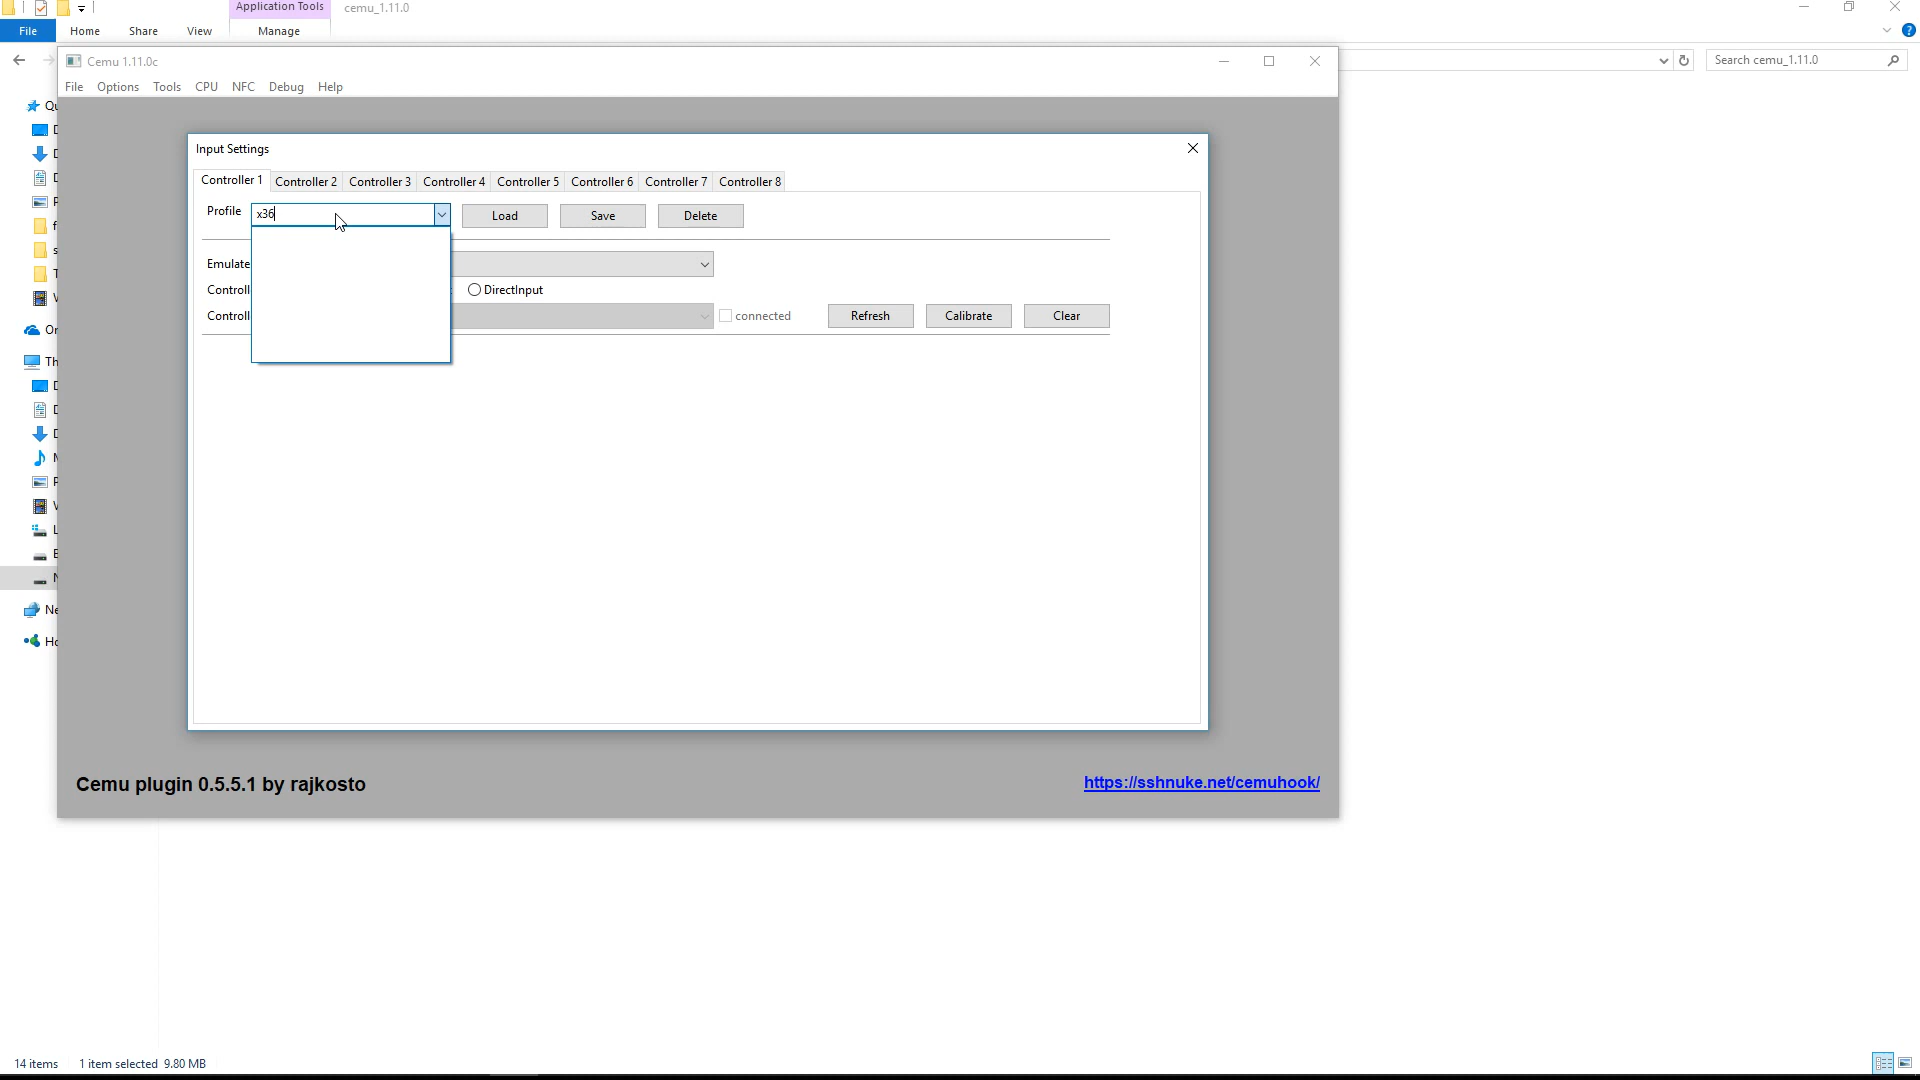 Application Tools
cemu_1.11.0
File
Home
Share
View
Manage
Cemu 1.11.0c
Search cemu_1.11.0
File
Options
Tools
CPU
NFC
Debug
Help
Input Settings
Controller 1
Controller 2
Controller 3
Controller 4
Controller 5
Controller 6
Controller 7
Controller 8
Profile
x36
Load
Save
Delete
Emulate
Controll
DirectInput
Controll
connected
Refresh
Calibrate
Clear
Cemu plugin 0.5.5.1 by rajkosto
https://sshnuke.net/cemuhook/
14 items
1 item selected 9.80 MB